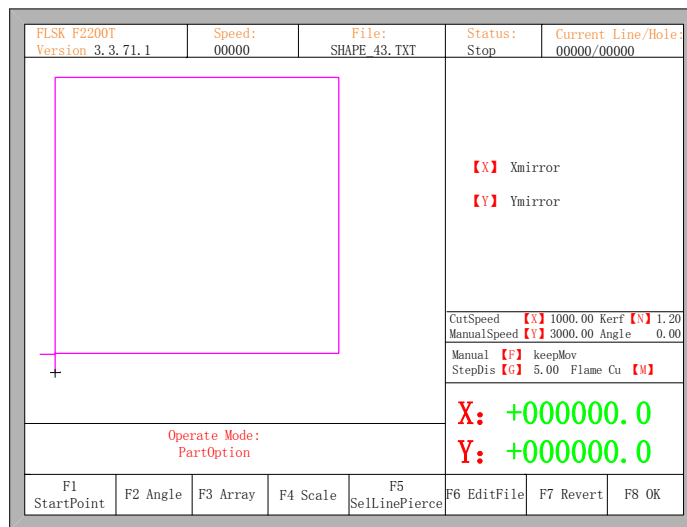 FLSK F2200T
Version 3.3.71.1
Speed:
00000
File:
SHAPE_43.TXT
Status:
Stop
Current Line/Hole:
00000/00000
【X】 Xmirror
【Y】 Ymirror
CutSpeed 【X】 1000.00 Kerf 【N】 1.20
ManualSpeed 【Y】 3000.00 Angle 0.00
Manual 【F】 keepMov
StepDis 【G】 5.00 Flame Cu 【M】
X: +000000.0
Y: +000000.0
Operate Mode:
PartOption
F1
StartPoint
F2 Angle
F3 Array
F4 Scale
F5
SelLinePierce
F6 EditFile
F7 Revert
F8 OK